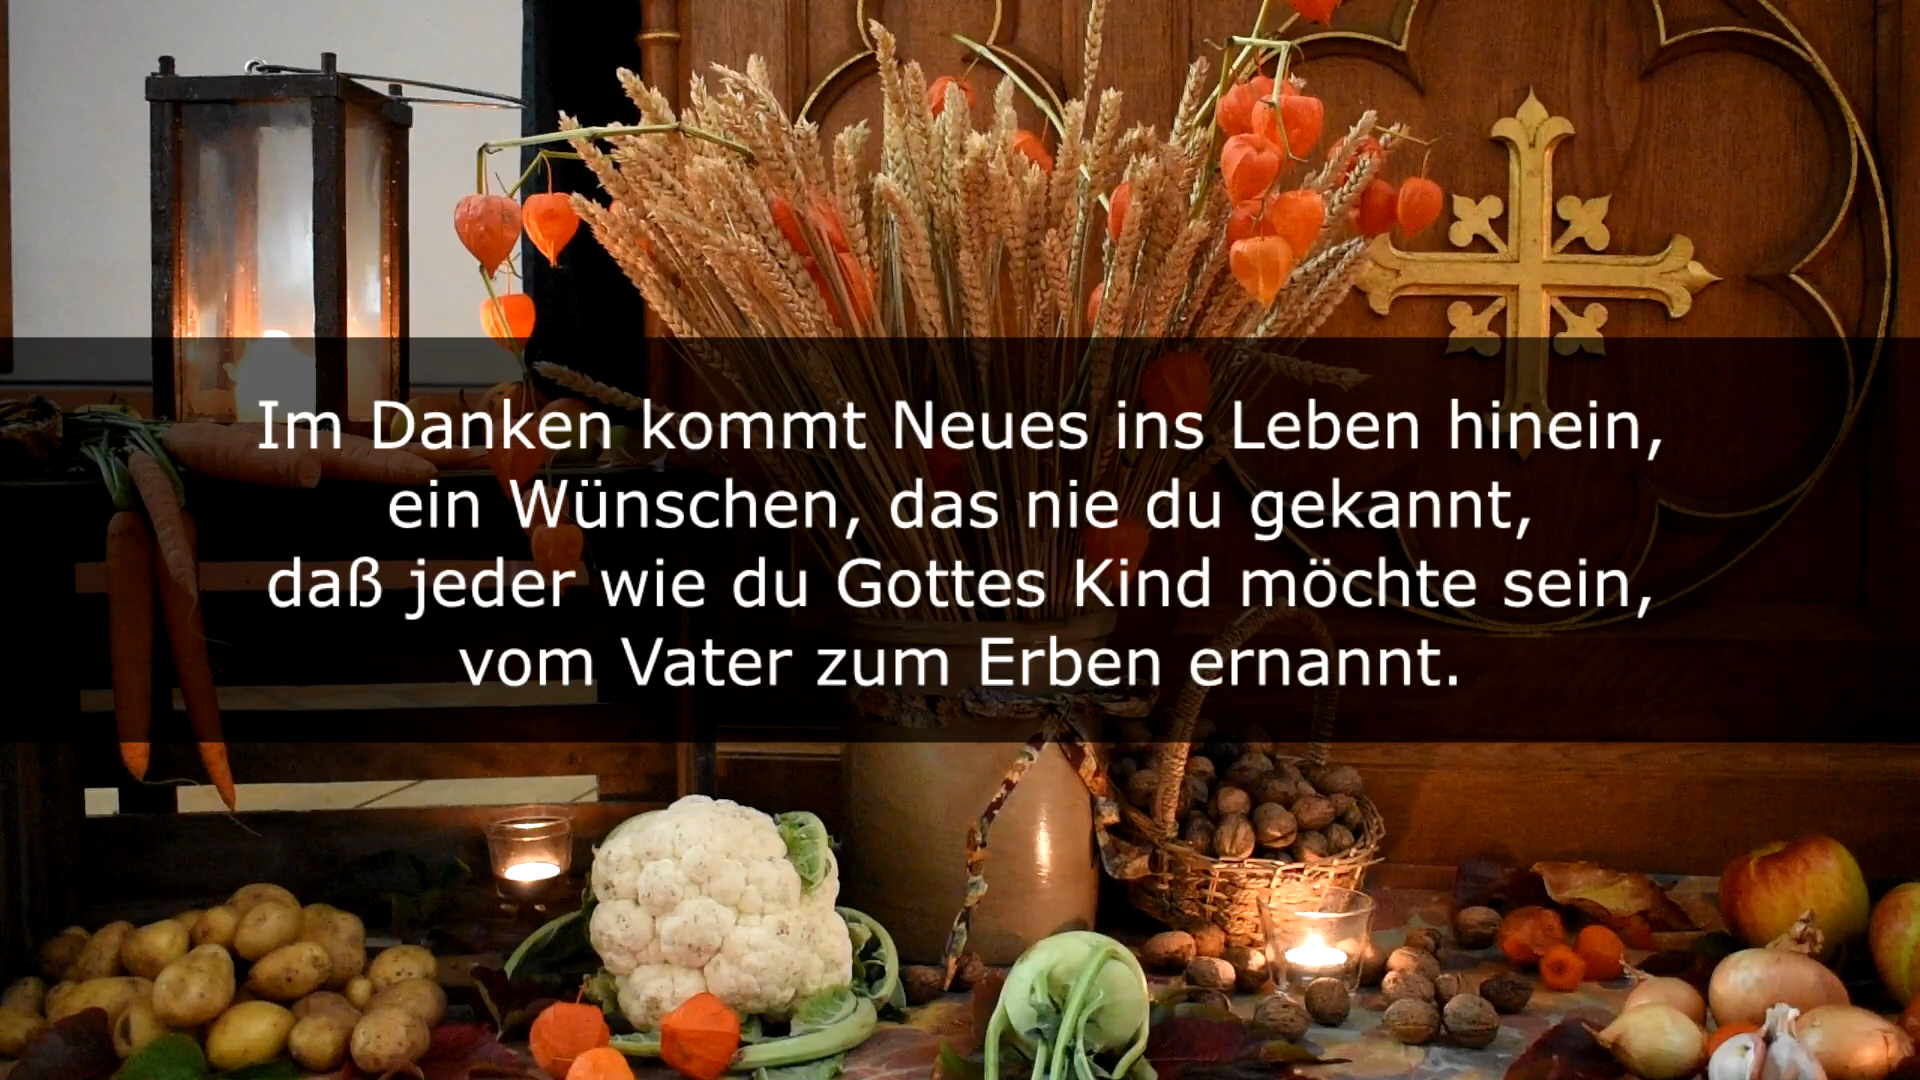 Im Danken kommt Neues ins Leben hinein,
ein Wünschen, das nie du gekannt,
daß jeder wie du Gottes Kind möchte sein,
vom Vater zum Erben ernannt.